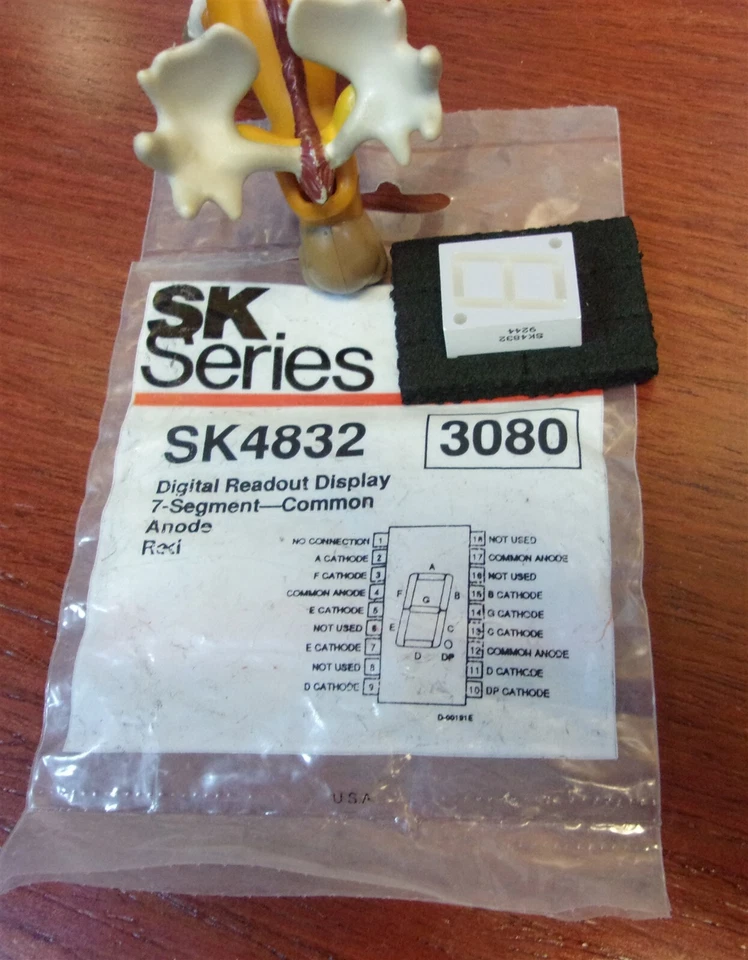 SK
Series
SK4832
3080
Digital Readout Display
7-Segment—Common
Anode
Red
NO CONNECTION 1
A CATHODE 2
F CATHODE 3
COMMON ANODE 4
E CATHODE 5
NOT USED 6
E CATHODE 7
NOT USED 8
D CATHODE 9
18 NOT USED
17 COMMON ANODE
16 NOT USED
15 B CATHODE
14 G CATHODE
13 C CATHODE
12 COMMON ANODE
11 D CATHODE
10 DP CATHODE
A
F B
G
E C
D DP
D-00191E
USA
SK4832
9244